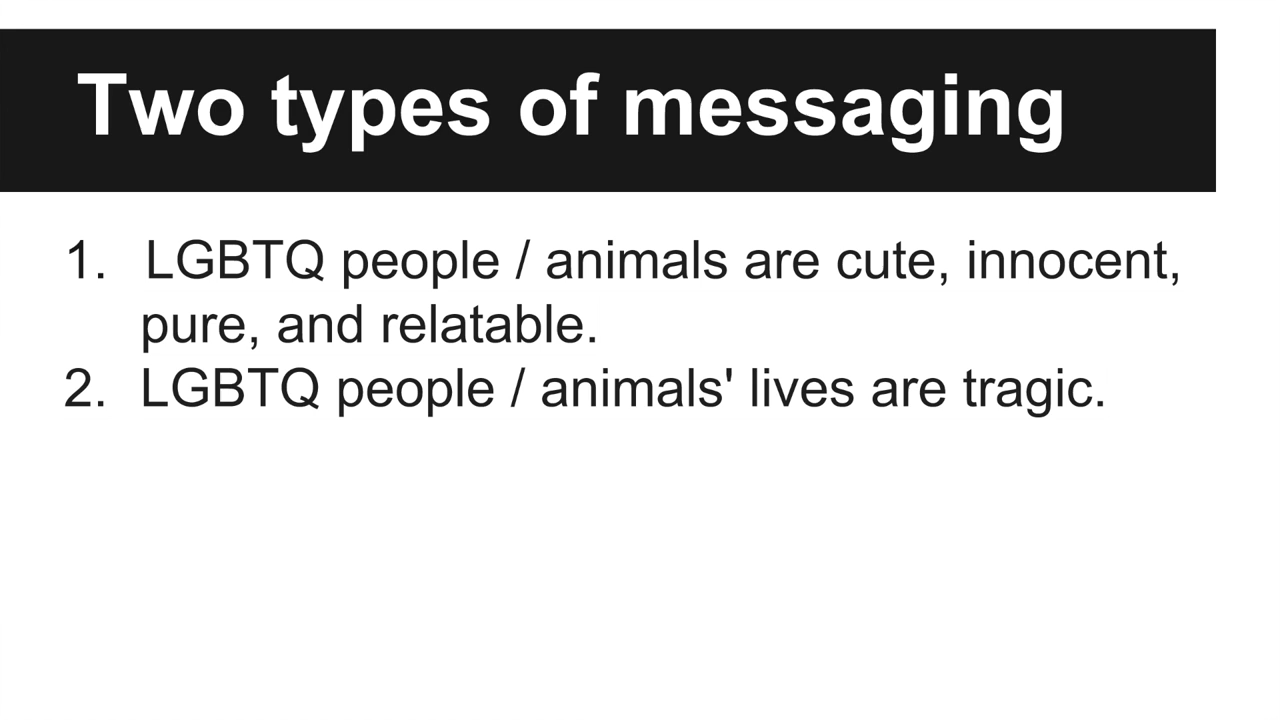 Two types of messaging
1. LGBTQ people / animals are cute, innocent,
pure, and relatable.
2. LGBTQ people / animals' lives are tragic.